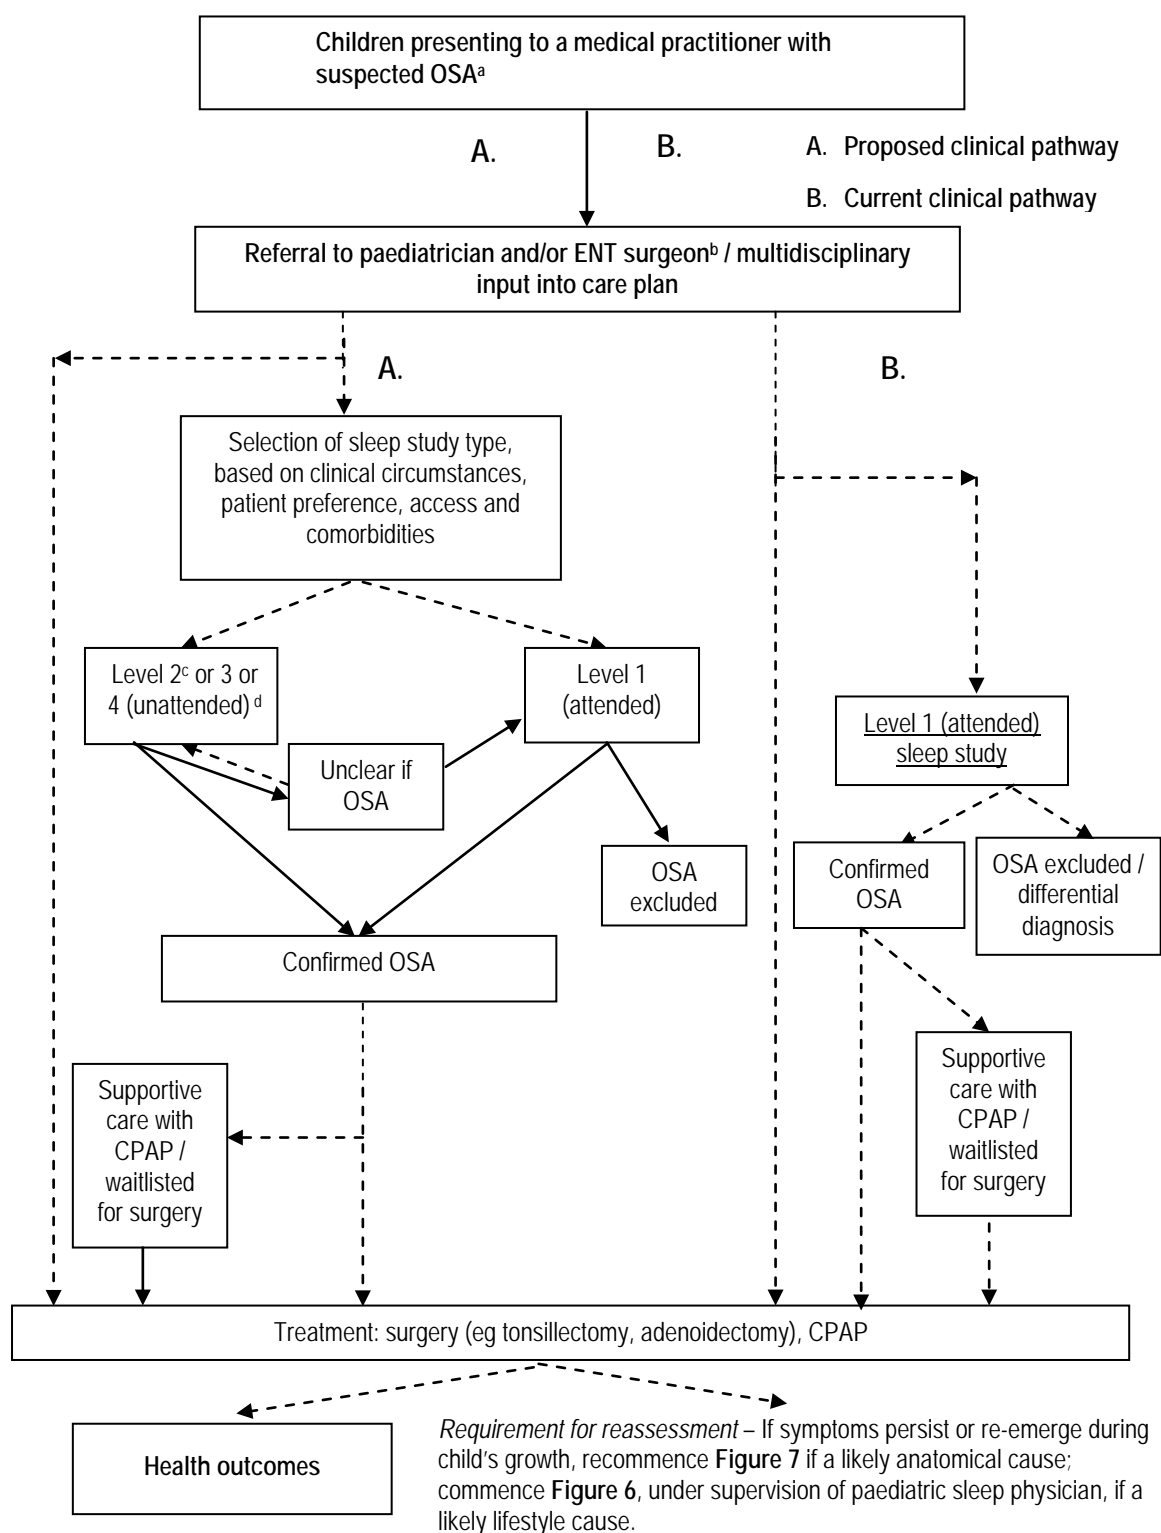 Children presenting to a medical practitioner with
suspected OSAᵃ
A.
B.
A. Proposed clinical pathway
B. Current clinical pathway
Referral to paediatrician and/or ENT surgeonᵇ / multidisciplinary
input into care plan
A.
B.
Selection of sleep study type,
based on clinical circumstances,
patient preference, access and
comorbidities
Level 2ᶜ or 3 or
4 (unattended) ᵈ
Level 1
(attended)
Unclear if
OSA
OSA
excluded
Level 1 (attended)
sleep study
Confirmed
OSA
OSA excluded /
differential
diagnosis
Confirmed OSA
Supportive
care with
CPAP /
waitlisted
for surgery
Supportive
care with
CPAP /
waitlisted
for surgery
Treatment: surgery (eg tonsillectomy, adenoidectomy), CPAP
Health outcomes
Requirement for reassessment – If symptoms persist or re-emerge during
child's growth, recommence Figure 7 if a likely anatomical cause;
commence Figure 6, under supervision of paediatric sleep physician, if a
likely lifestyle cause.